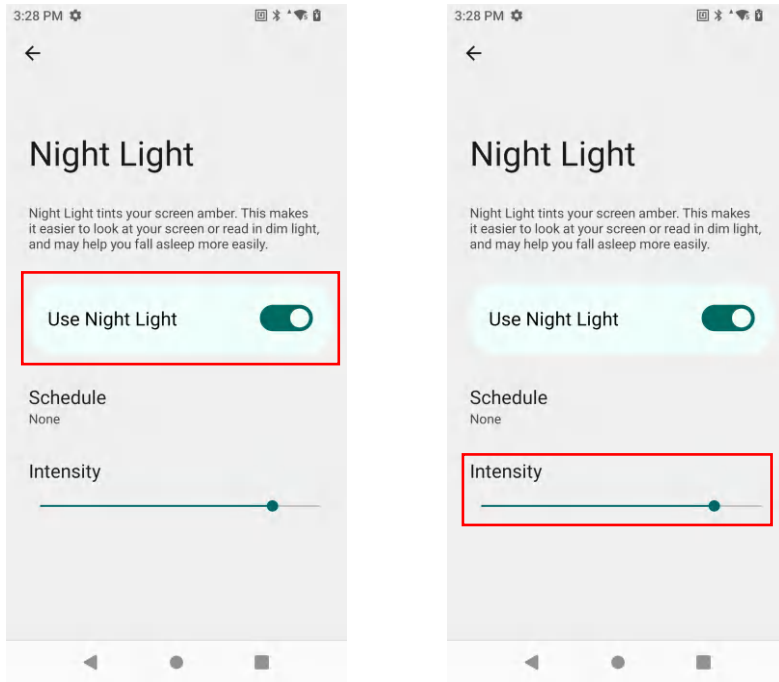 3:28 PM
Night Light
Night Light tints your screen amber. This makes
it easier to look at your screen or read in dim light,
and may help you fall asleep more easily.
Use Night Light
Schedule
None
Intensity
3:28 PM
Night Light
Night Light tints your screen amber. This makes
it easier to look at your screen or read in dim light,
and may help you fall asleep more easily.
Use Night Light
Schedule
None
Intensity